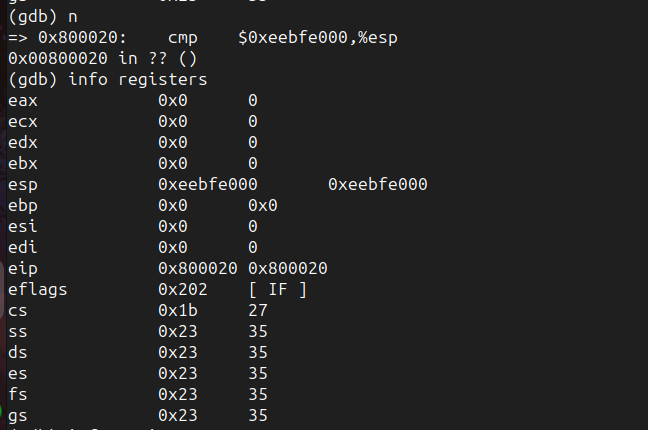 (gdb) n
=> 0x800020:    cmp    $0xeebfe000,%esp
0x00800020 in ?? ()
(gdb) info registers
eax            0x0      0
ecx            0x0      0
edx            0x0      0
ebx            0x0      0
esp            0xeebfe000       0xeebfe000
ebp            0x0      0x0
esi            0x0      0
edi            0x0      0
eip            0x800020 0x800020
eflags         0x202    [ IF ]
cs             0x1b     27
ss             0x23     35
ds             0x23     35
es             0x23     35
fs             0x23     35
gs             0x23     35